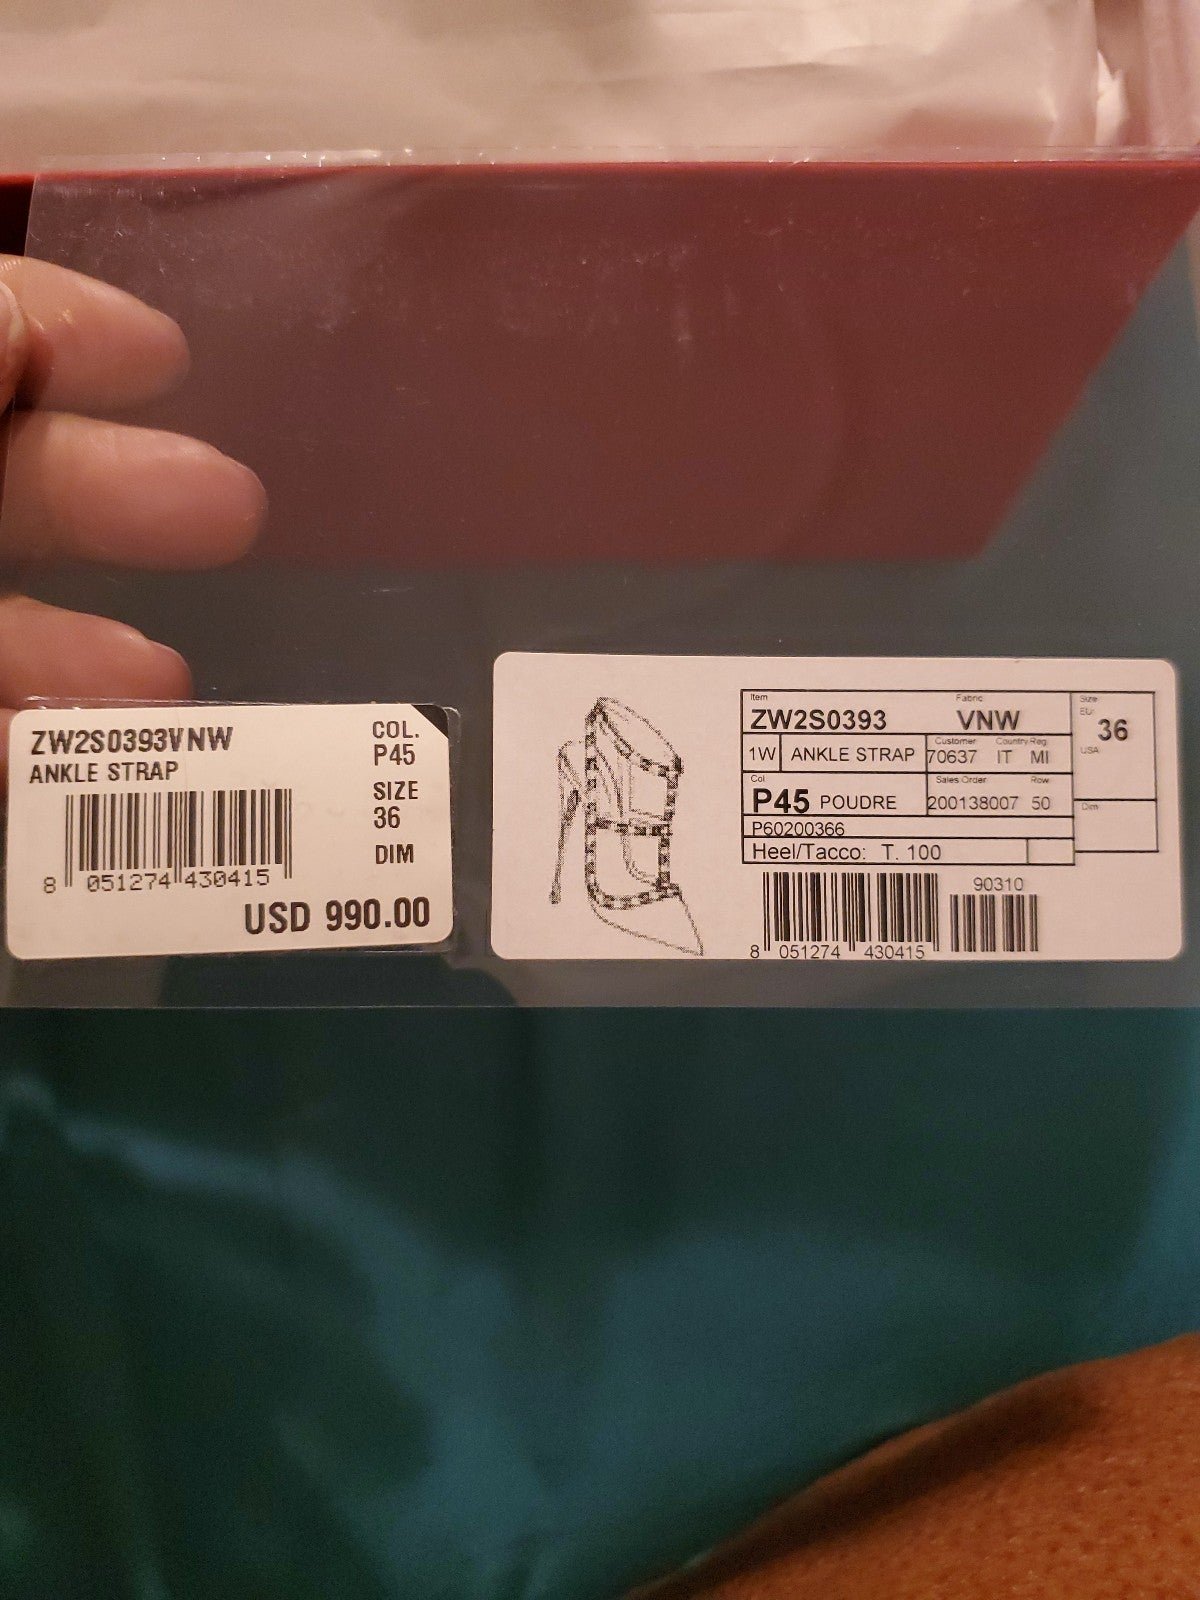 ZW2S0393VNW
ANKLE STRAP
COL.
P45
SIZE
36
DIM
8 051274 430415
USD 990.00
Item Fabric Size
ZW2S0393 VNW
EU: 36
USA
Customer Country Reg.
1W ANKLE STRAP 70637 IT MI
Col Sales Order Row
P45 POUDRE 200138007 50
Dim
P60200366
Heel/Tacco: T. 100
90310
8 051274 430415